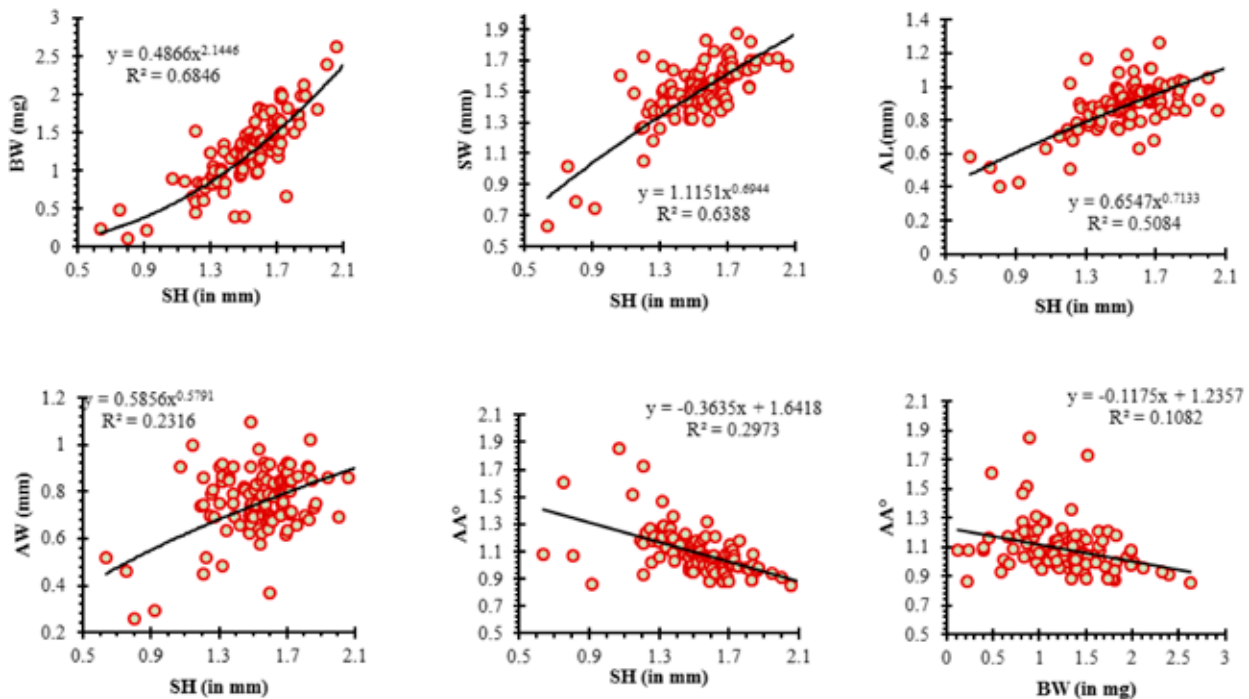 y = 0.4866x^2.1446
R² = 0.6846
BW (mg)
3
2.5
2
1.5
1
0.5
0
0.5 0.9 1.3 1.7 2.1
SH (in mm)
SW (mm)
1.9
1.7
1.5
1.3
1.1
0.9
0.7
0.5
y = 1.1151x^0.6944
R² = 0.6388
0.5 0.9 1.3 1.7 2.1
SH (in mm)
AL(mm)
1.4
1.2
1
0.8
0.6
0.4
0.2
0
y = 0.6547x^0.7133
R² = 0.5084
0.5 0.9 1.3 1.7 2.1
SH (in mm)
y = 0.5856x^0.5791
R² = 0.2316
AW (mm)
1.2
1
0.8
0.6
0.4
0.2
0.5 0.9 1.3 1.7 2.1
SH (in mm)
y = -0.3635x + 1.6418
R² = 0.2973
AA°
2.1
1.9
1.7
1.5
1.3
1.1
0.9
0.7
0.5
0.5 0.9 1.3 1.7 2.1
SH (in mm)
y = -0.1175x + 1.2357
R² = 0.1082
AA°
2.1
1.9
1.7
1.5
1.3
1.1
0.9
0.7
0.5
0 0.5 1 1.5 2 2.5 3
BW (in mg)